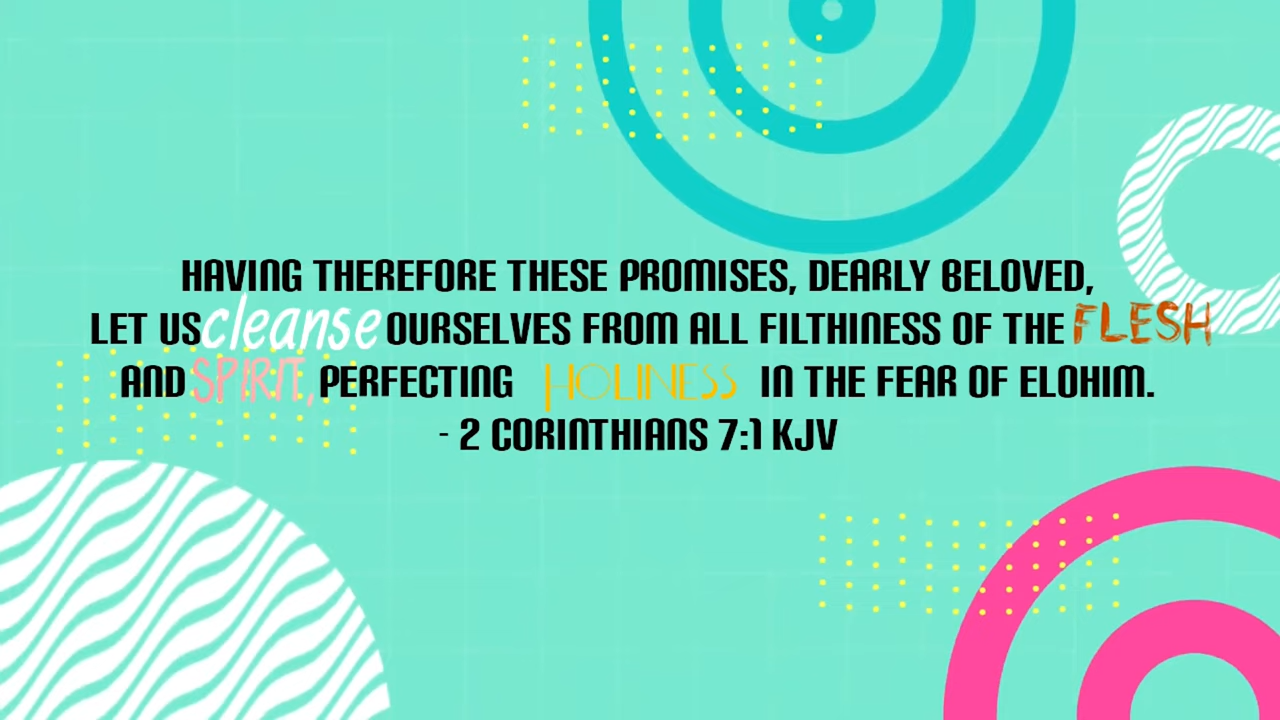 HAVING THEREFORE THESE PROMISES, DEARLY BELOVED,
LET US cleanse OURSELVES FROM ALL FILTHINESS OF THE FLESH
AND SPIRIT, PERFECTING HOLINESS IN THE FEAR OF ELOHIM.
- 2 CORINTHIANS 7:1 KJV